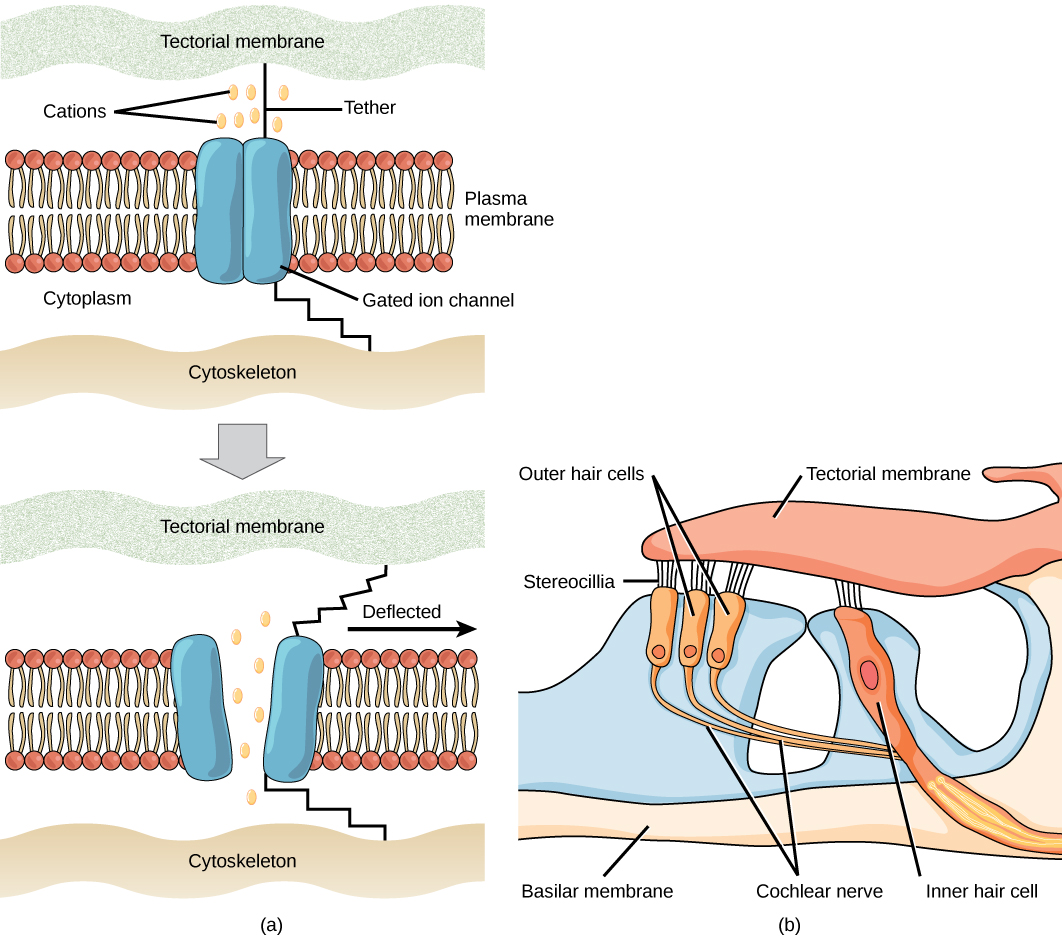 Tectorial membrane
Cations
Tether
Plasma
membrane
Cytoplasm
Gated ion channel
Cytoskeleton
Tectorial membrane
Deflected
Cytoskeleton
(a)
Outer hair cells
Tectorial membrane
Stereocillia
Basilar membrane
Cochlear nerve
Inner hair cell
(b)